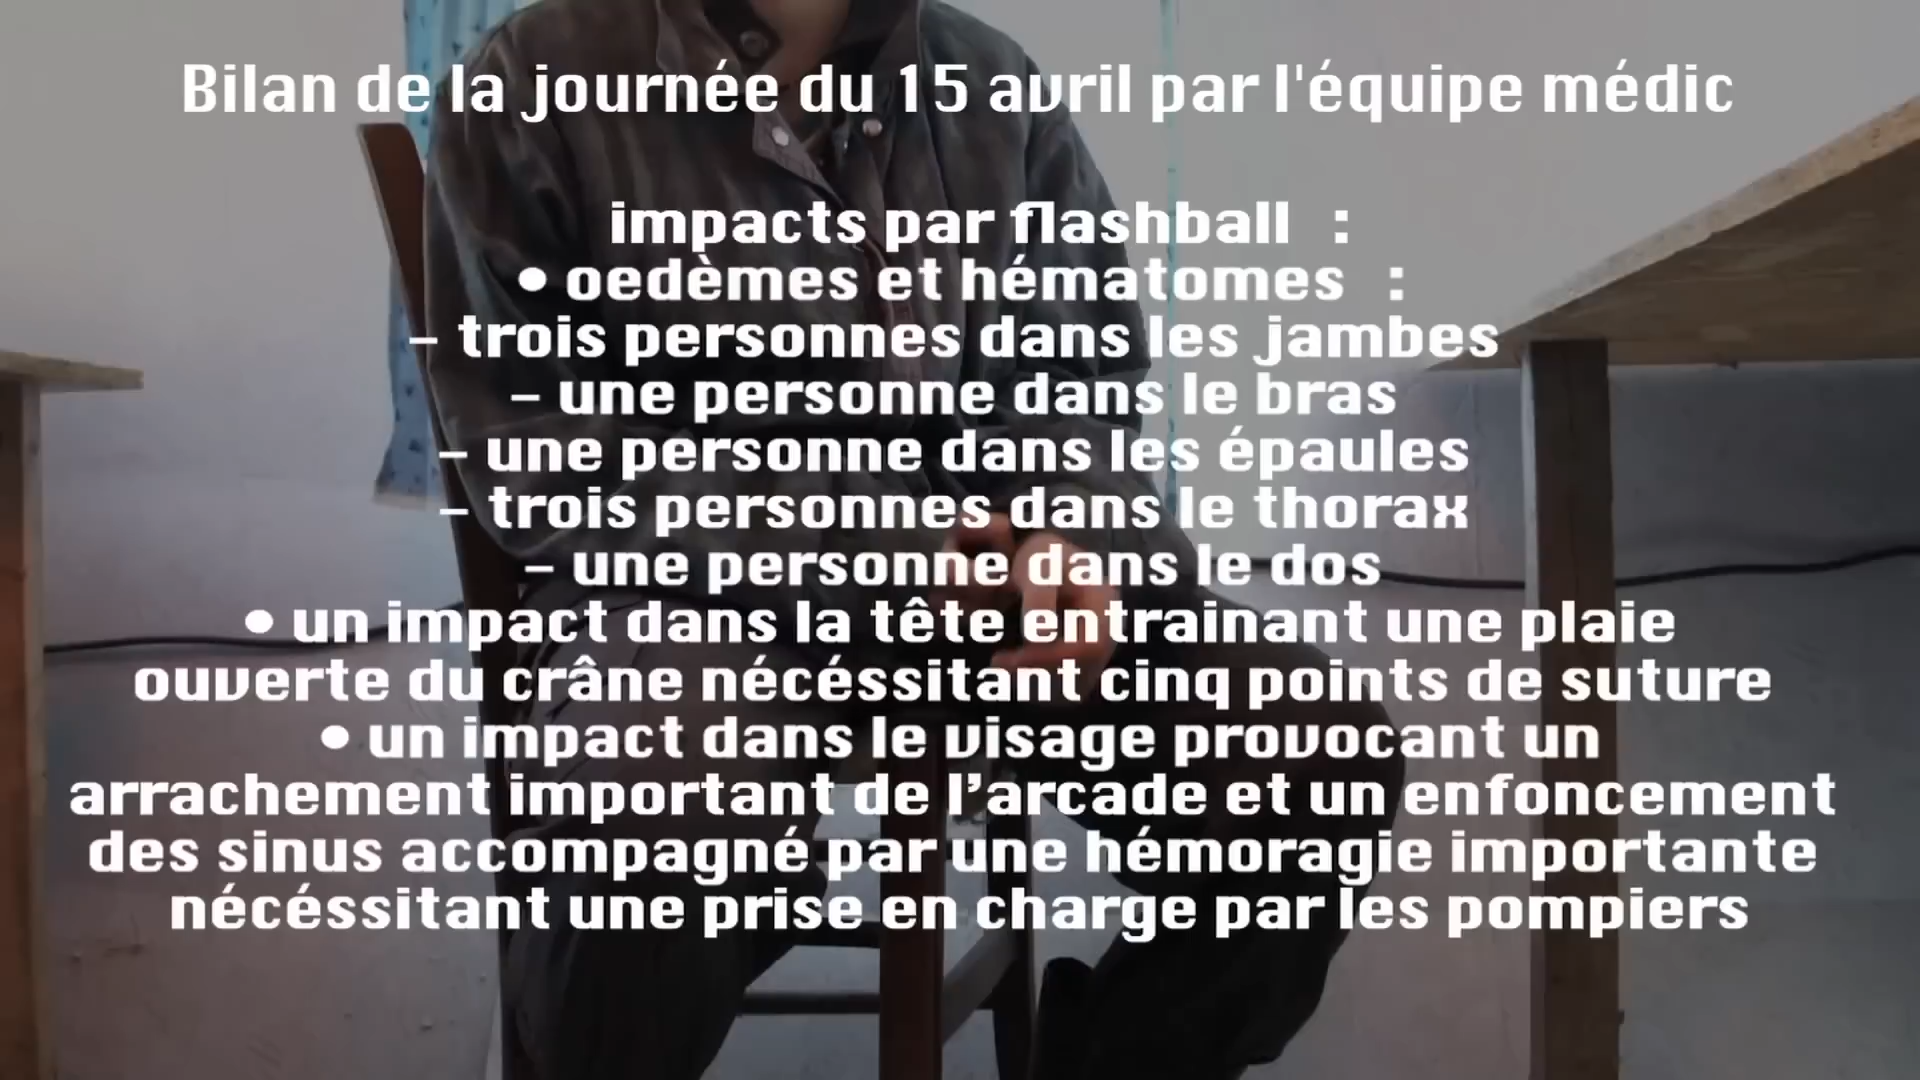 Bilan de la journée du 15 avril par l'équipe médic
impacts par flashball :
• oedèmes et hématomes :
– trois personnes dans les jambes
– une personne dans le bras
– une personne dans les épaules
– trois personnes dans le thorax
– une personne dans le dos
• un impact dans la tête entrainant une plaie
ouverte du crâne nécéssitant cinq points de suture
• un impact dans le visage provocant un
arrachement important de l’arcade et un enfoncement
des sinus accompagné par une hémoragie importante
nécéssitant une prise en charge par les pompiers